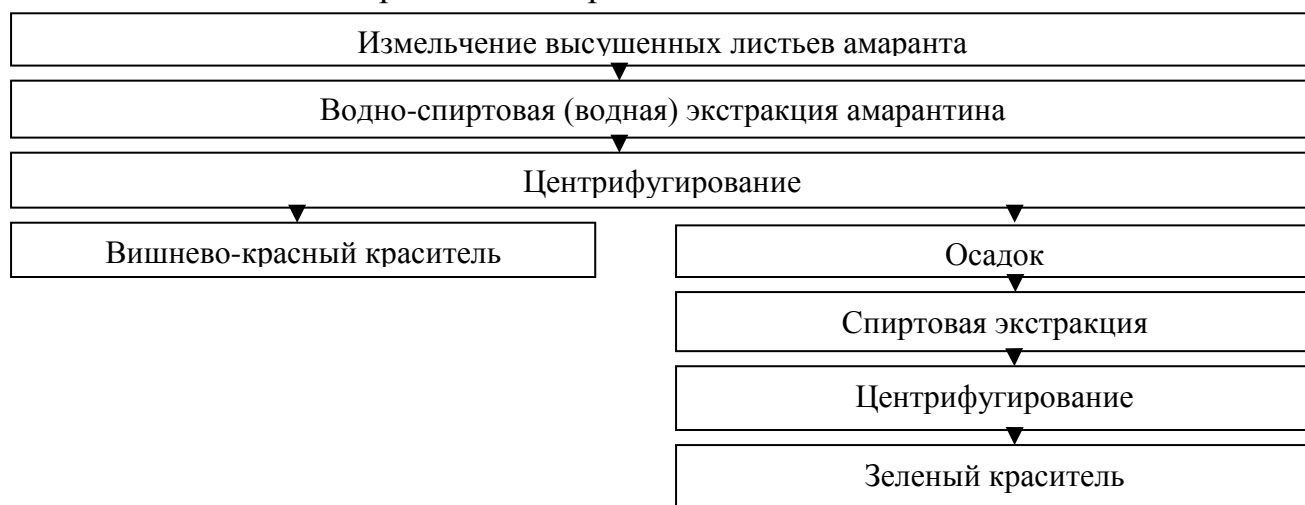 Измельчение высушенных листьев амаранта
Водно-спиртовая (водная) экстракция амарантина
Центрифугирование
Вишнево-красный краситель
Осадок
Спиртовая экстракция
Центрифугирование
Зеленый краситель